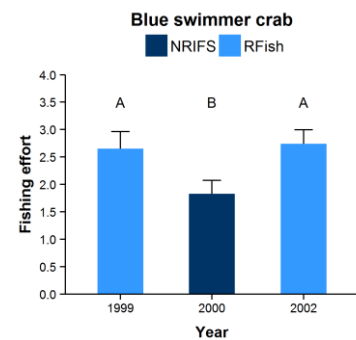 Blue swimmer crab
NRIFS RFish
Fishing effort
4.0
3.5
3.0
2.5
2.0
1.5
1.0
0.5
0.0
A B A
1999 2000 2002
Year